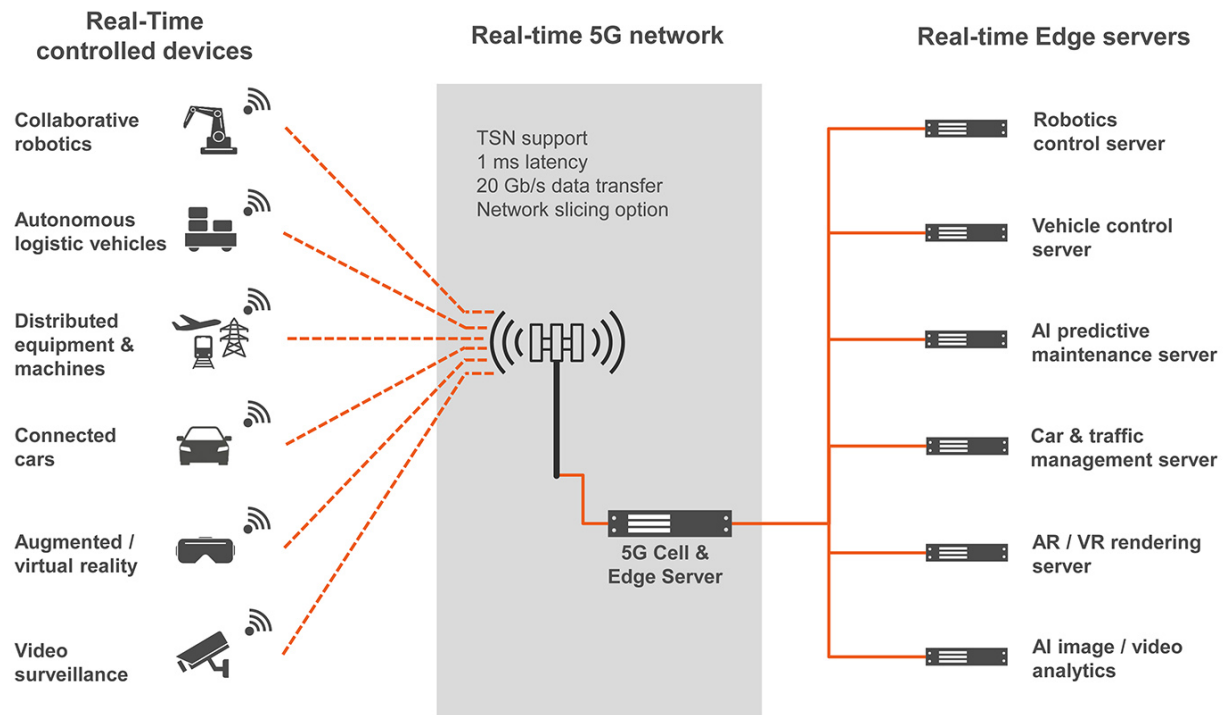 Real-Time
controlled devices
Real-time 5G network
Real-time Edge servers
Collaborative
robotics
Autonomous
logistic vehicles
Distributed
equipment &
machines
Connected
cars
Augmented /
virtual reality
Video
surveillance
TSN support
1 ms latency
20 Gb/s data transfer
Network slicing option
5G Cell &
Edge Server
Robotics
control server
Vehicle control
server
AI predictive
maintenance server
Car & traffic
management server
AR / VR rendering
server
AI image / video
analytics